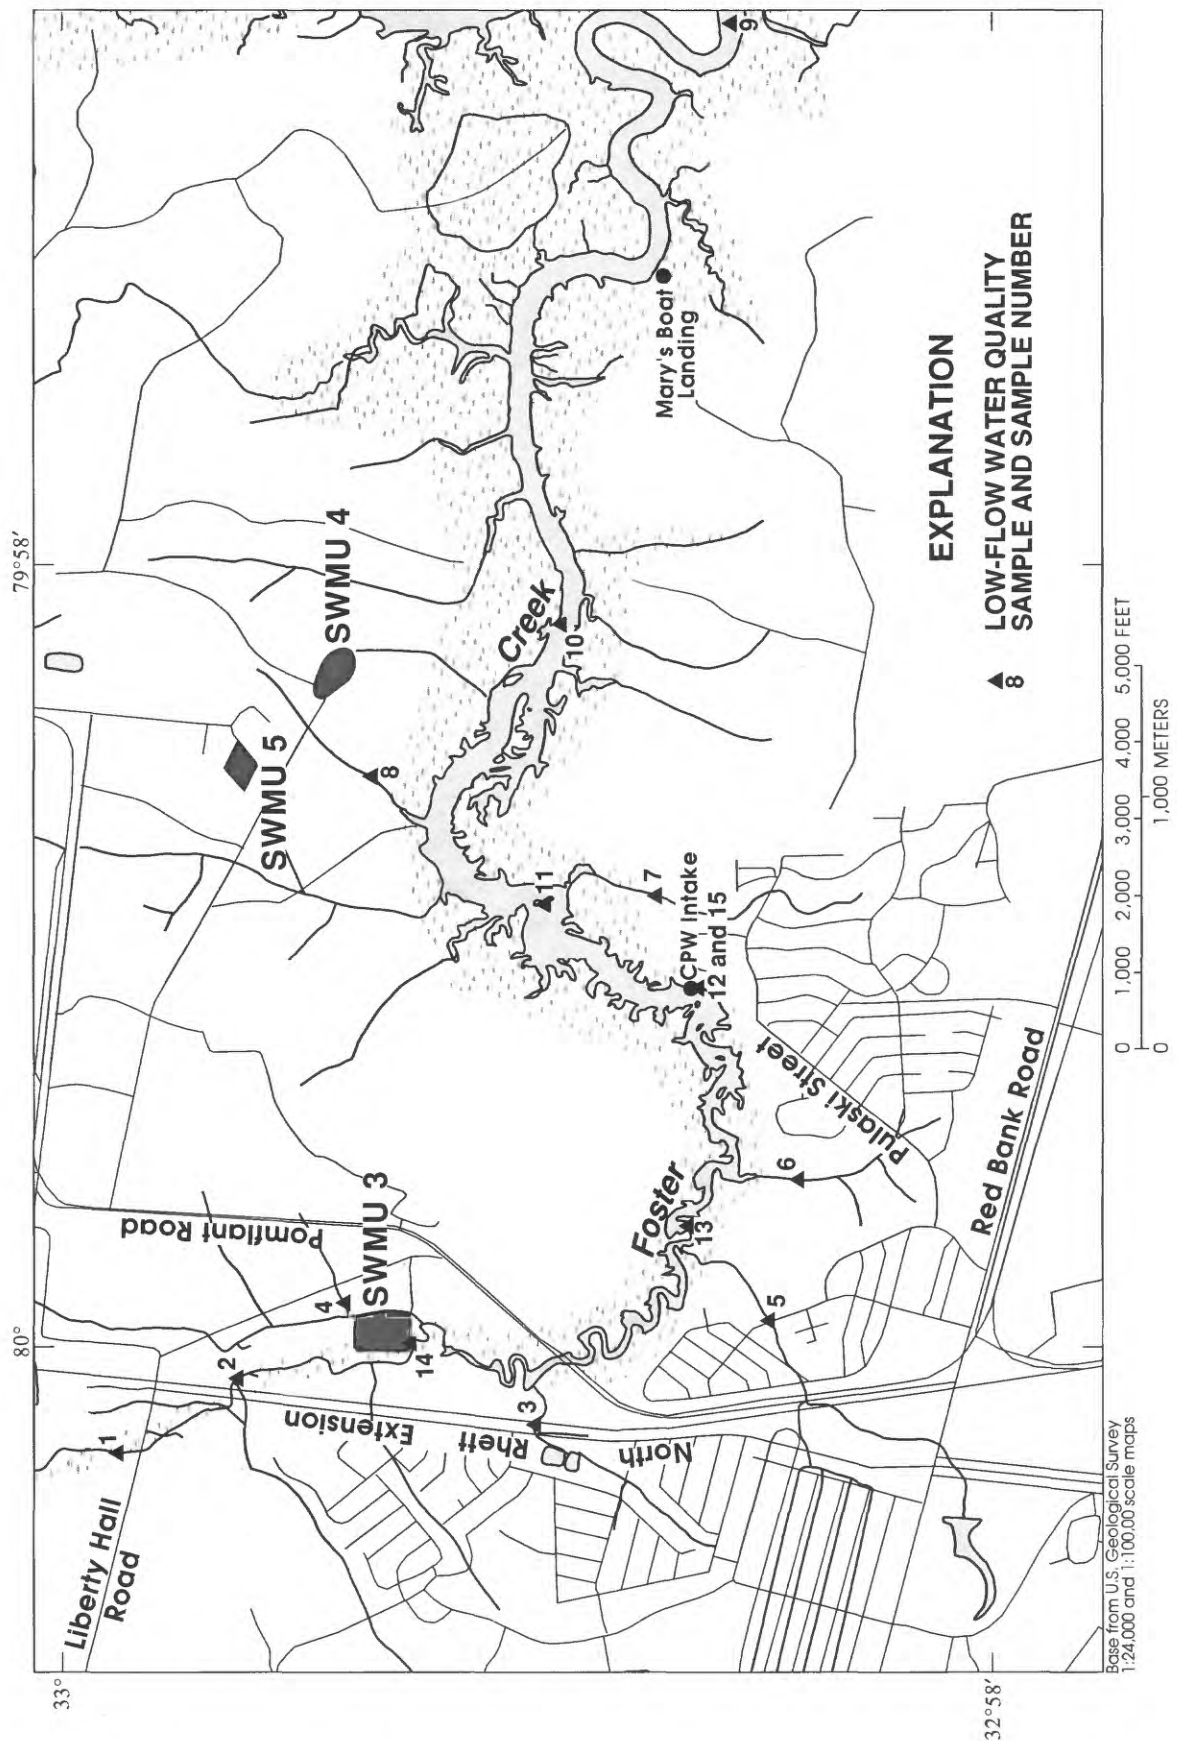 79°58'
80°
33°
32°58'
Liberty Hall
Road
1
2
North
Rhett
Extension
3
4
14
SWMU 3
Pomflant Road
SWMU 5
SWMU 4
8
Foster
Creek
13
5
6
7
11
CPW Intake
12 and 15
10
9
Pulaski Street
Red Bank Road
Mary's Boat
Landing
EXPLANATION
8 LOW-FLOW WATER QUALITY
SAMPLE AND SAMPLE NUMBER
0 1,000 2,000 3,000 4,000 5,000 FEET
0 1,000 METERS
Base from U.S. Geological Survey
1:24,000 and 1:100.00 scale maps